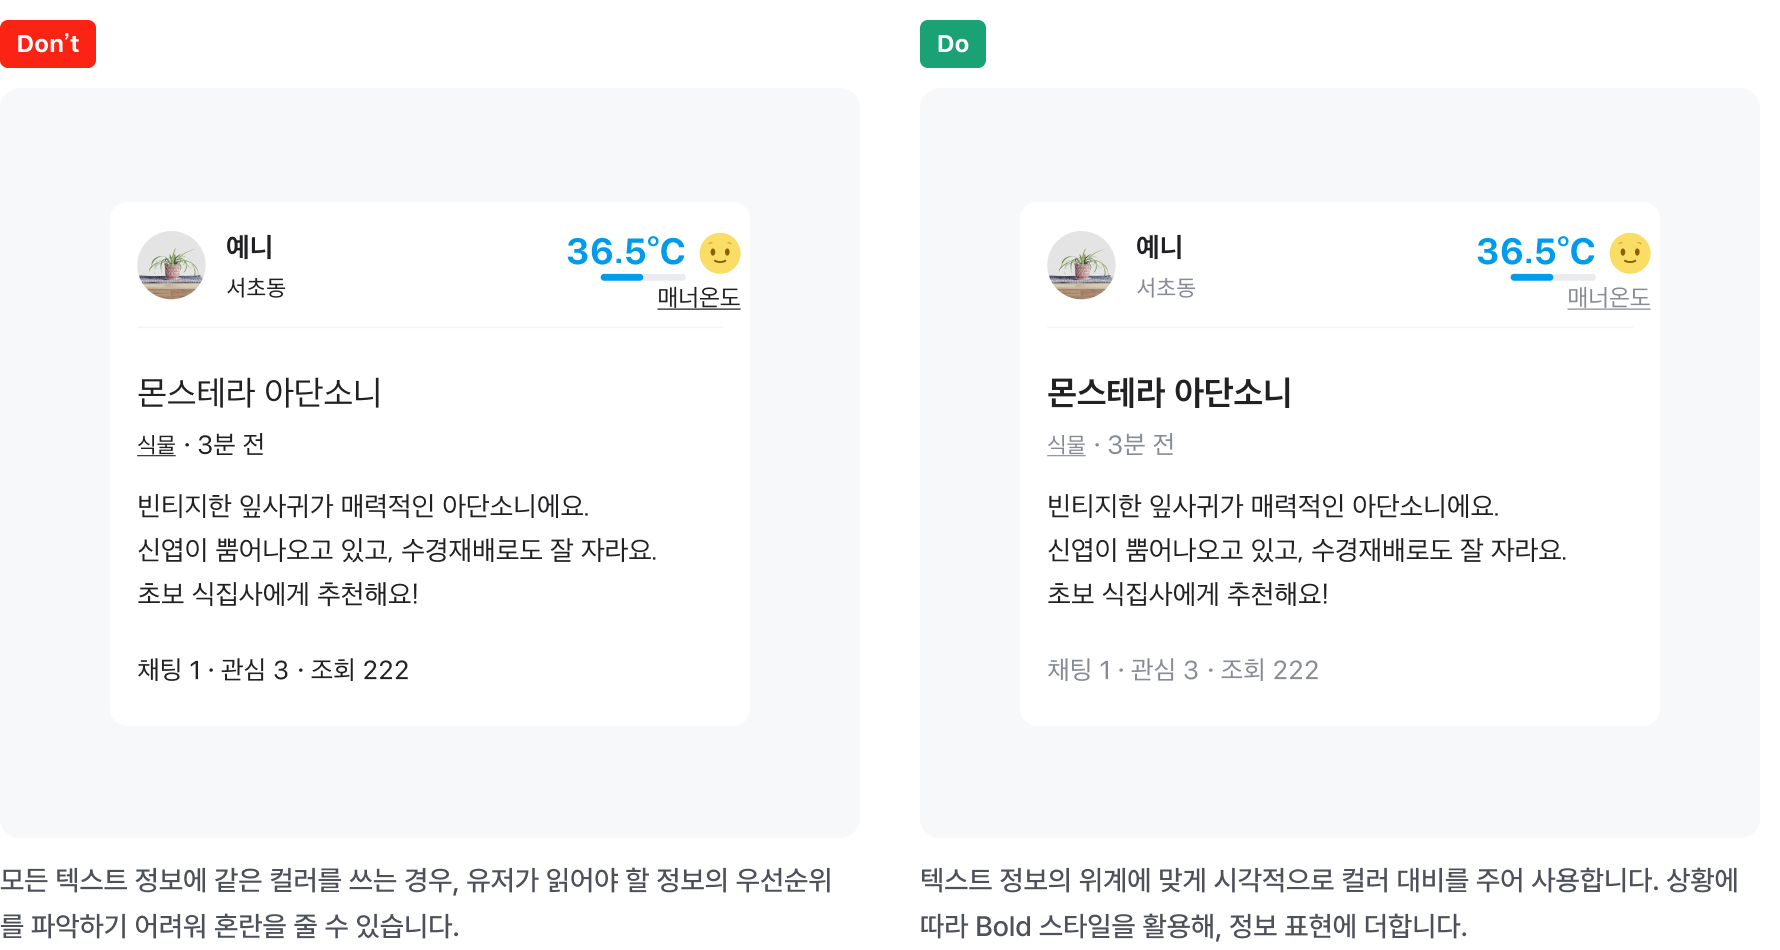 Don’t
예니
서초동
36.5°C
매너온도
몬스테라 아단소니
식물 · 3분 전
빈티지한 잎사귀가 매력적인 아단소니에요.
신엽이 뿜어나오고 있고, 수경재배로도 잘 자라요.
초보 식집사에게 추천해요!
채팅 1 · 관심 3 · 조회 222
모든 텍스트 정보에 같은 컬러를 쓰는 경우, 유저가 읽어야 할 정보의 우선순위
를 파악하기 어려워 혼란을 줄 수 있습니다.
Do
예니
서초동
36.5°C
매너온도
몬스테라 아단소니
식물 · 3분 전
빈티지한 잎사귀가 매력적인 아단소니에요.
신엽이 뿜어나오고 있고, 수경재배로도 잘 자라요.
초보 식집사에게 추천해요!
채팅 1 · 관심 3 · 조회 222
텍스트 정보의 위계에 맞게 시각적으로 컬러 대비를 주어 사용합니다. 상황에
따라 Bold 스타일을 활용해, 정보 표현에 더합니다.